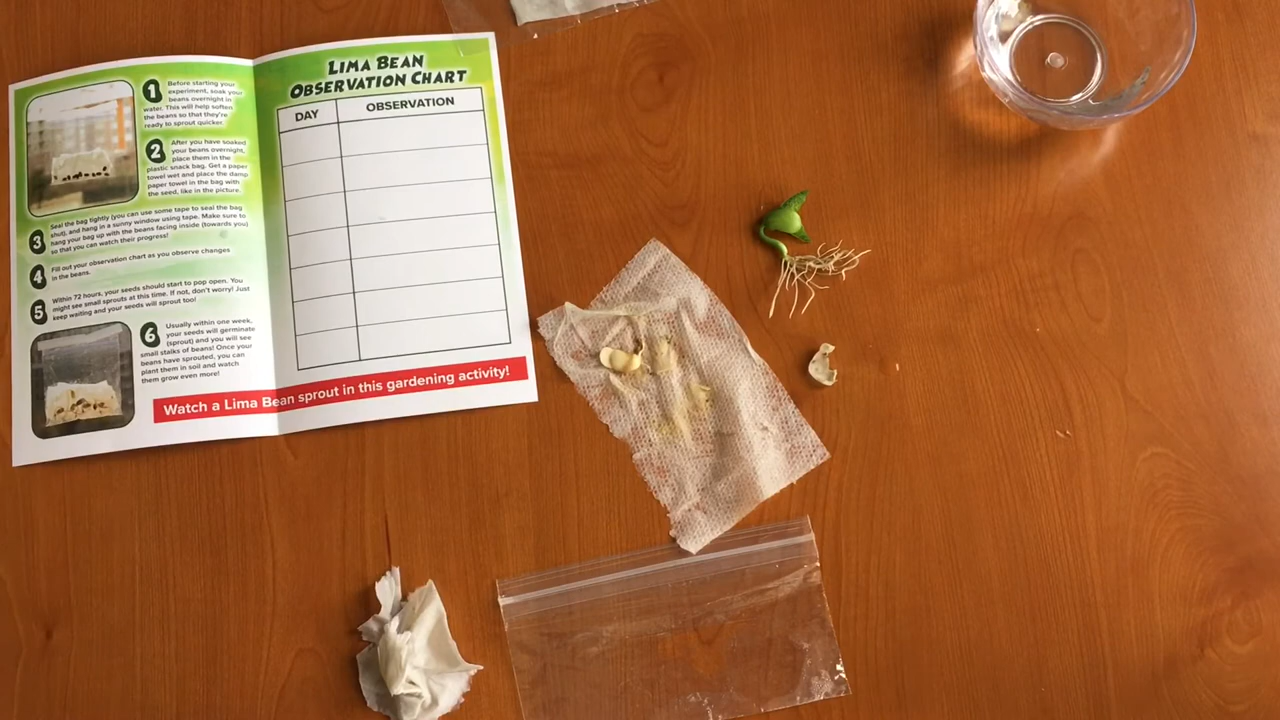 1 Before starting your
experiment, soak your
beans overnight in
water. This will help soften
the beans so that they're
ready to sprout quicker.
2 After you have soaked
your beans overnight,
place them in the
plastic snack bag. Get a paper
towel wet and place the damp
paper towel in the bag with
the seed, like in the picture.
3 Seal the bag tightly (you can use some tape to seal the bag
shut), and hang in a sunny window using tape. Make sure to
hang your bag up with the beans facing inside (towards you)
so that you can watch their progress!
4 Fill out your observation chart as you observe changes
in the beans.
5 Within 72 hours, your seeds should start to pop open. You
might see small sprouts at this time. If not, don't worry! Just
keep waiting and your seeds will sprout too!
6 Usually within one week,
your seeds will germinate
(sprout) and you will see
small stalks of beans! Once your
beans have sprouted, you can
plant them in soil and watch
them grow even more!
LIMA BEAN
OBSERVATION CHART
DAY OBSERVATION
Watch a Lima Bean sprout in this gardening activity!